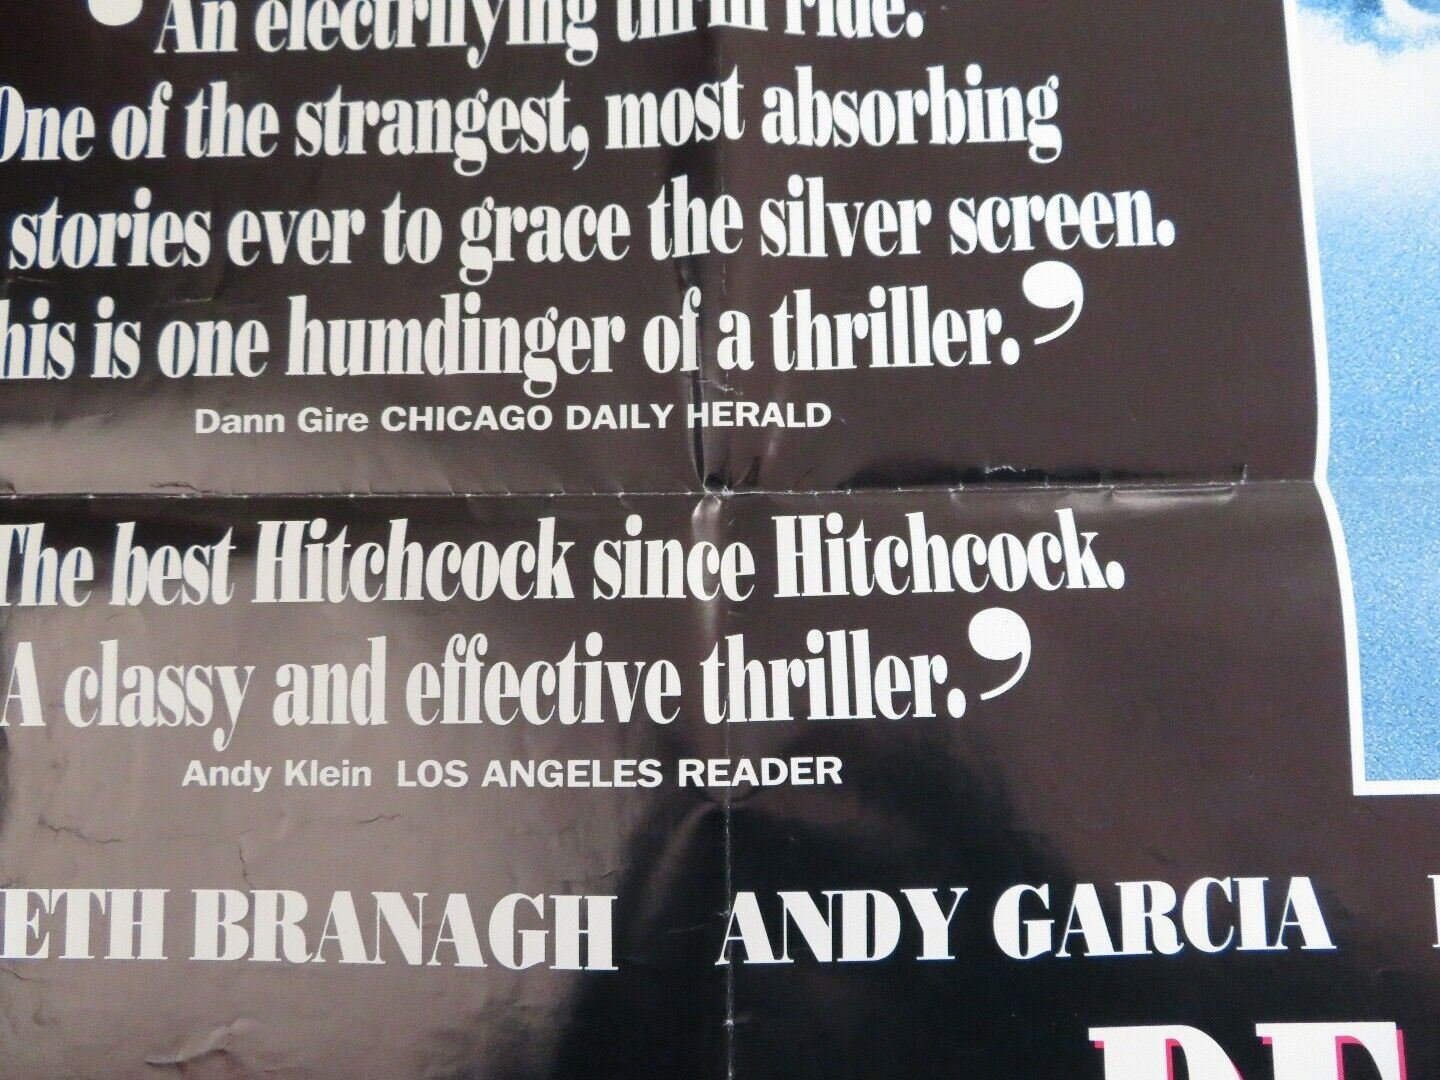 ‘An electrifying thrill ride.
One of the strangest, most absorbing
stories ever to grace the silver screen.
his is one humdinger of a thriller.’
Dann Gire CHICAGO DAILY HERALD
The best Hitchcock since Hitchcock.
A classy and effective thriller.’
Andy Klein LOS ANGELES READER
ETH BRANAGH ANDY GARCIA
DE